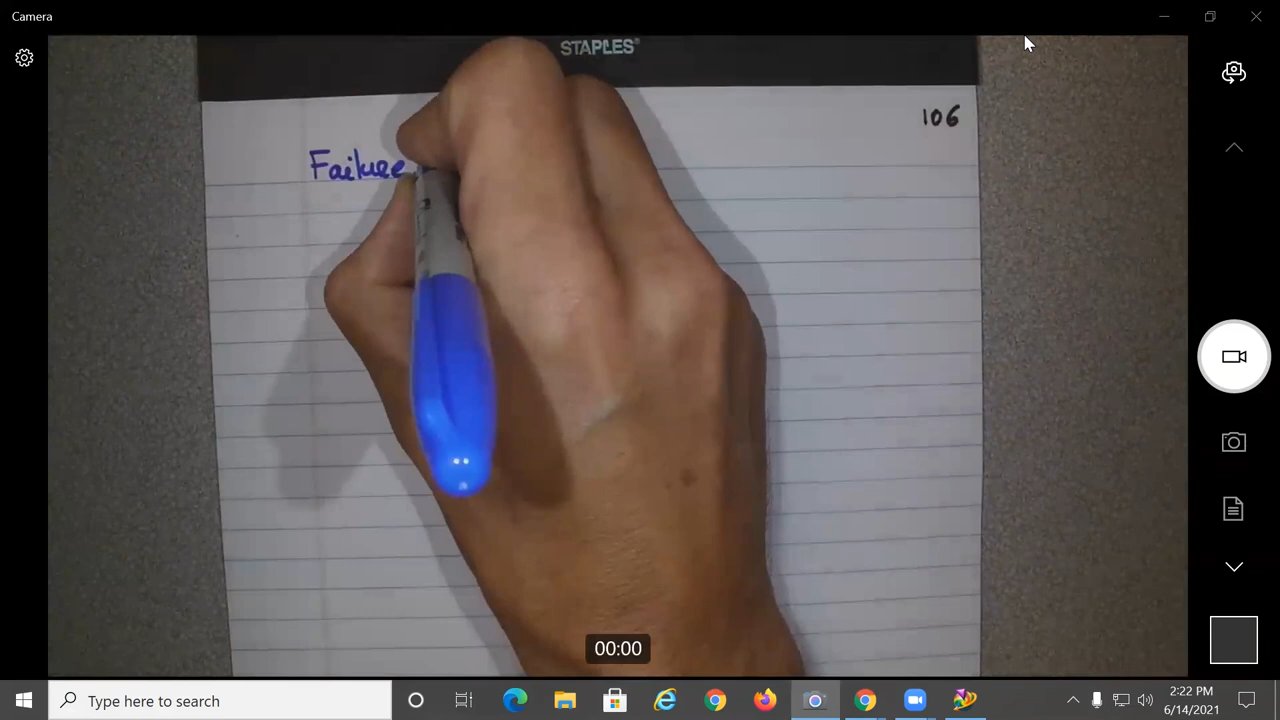 Camera
STAPLES®
106
Failure
00:00
Type here to search
2:22 PM
6/14/2021